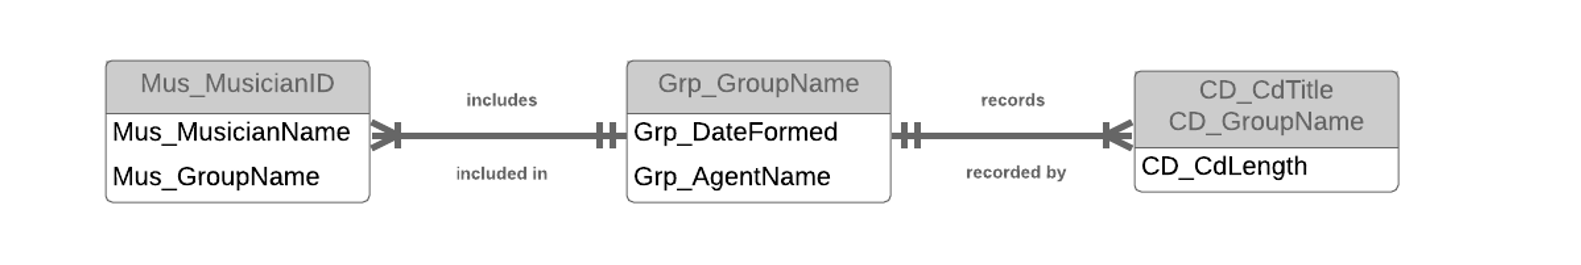 Mus_MusicianID
Mus_MusicianName
Mus_GroupName
includes
included in
Grp_GroupName
Grp_DateFormed
Grp_AgentName
records
recorded by
CD_CdTitle
CD_GroupName
CD_CdLength